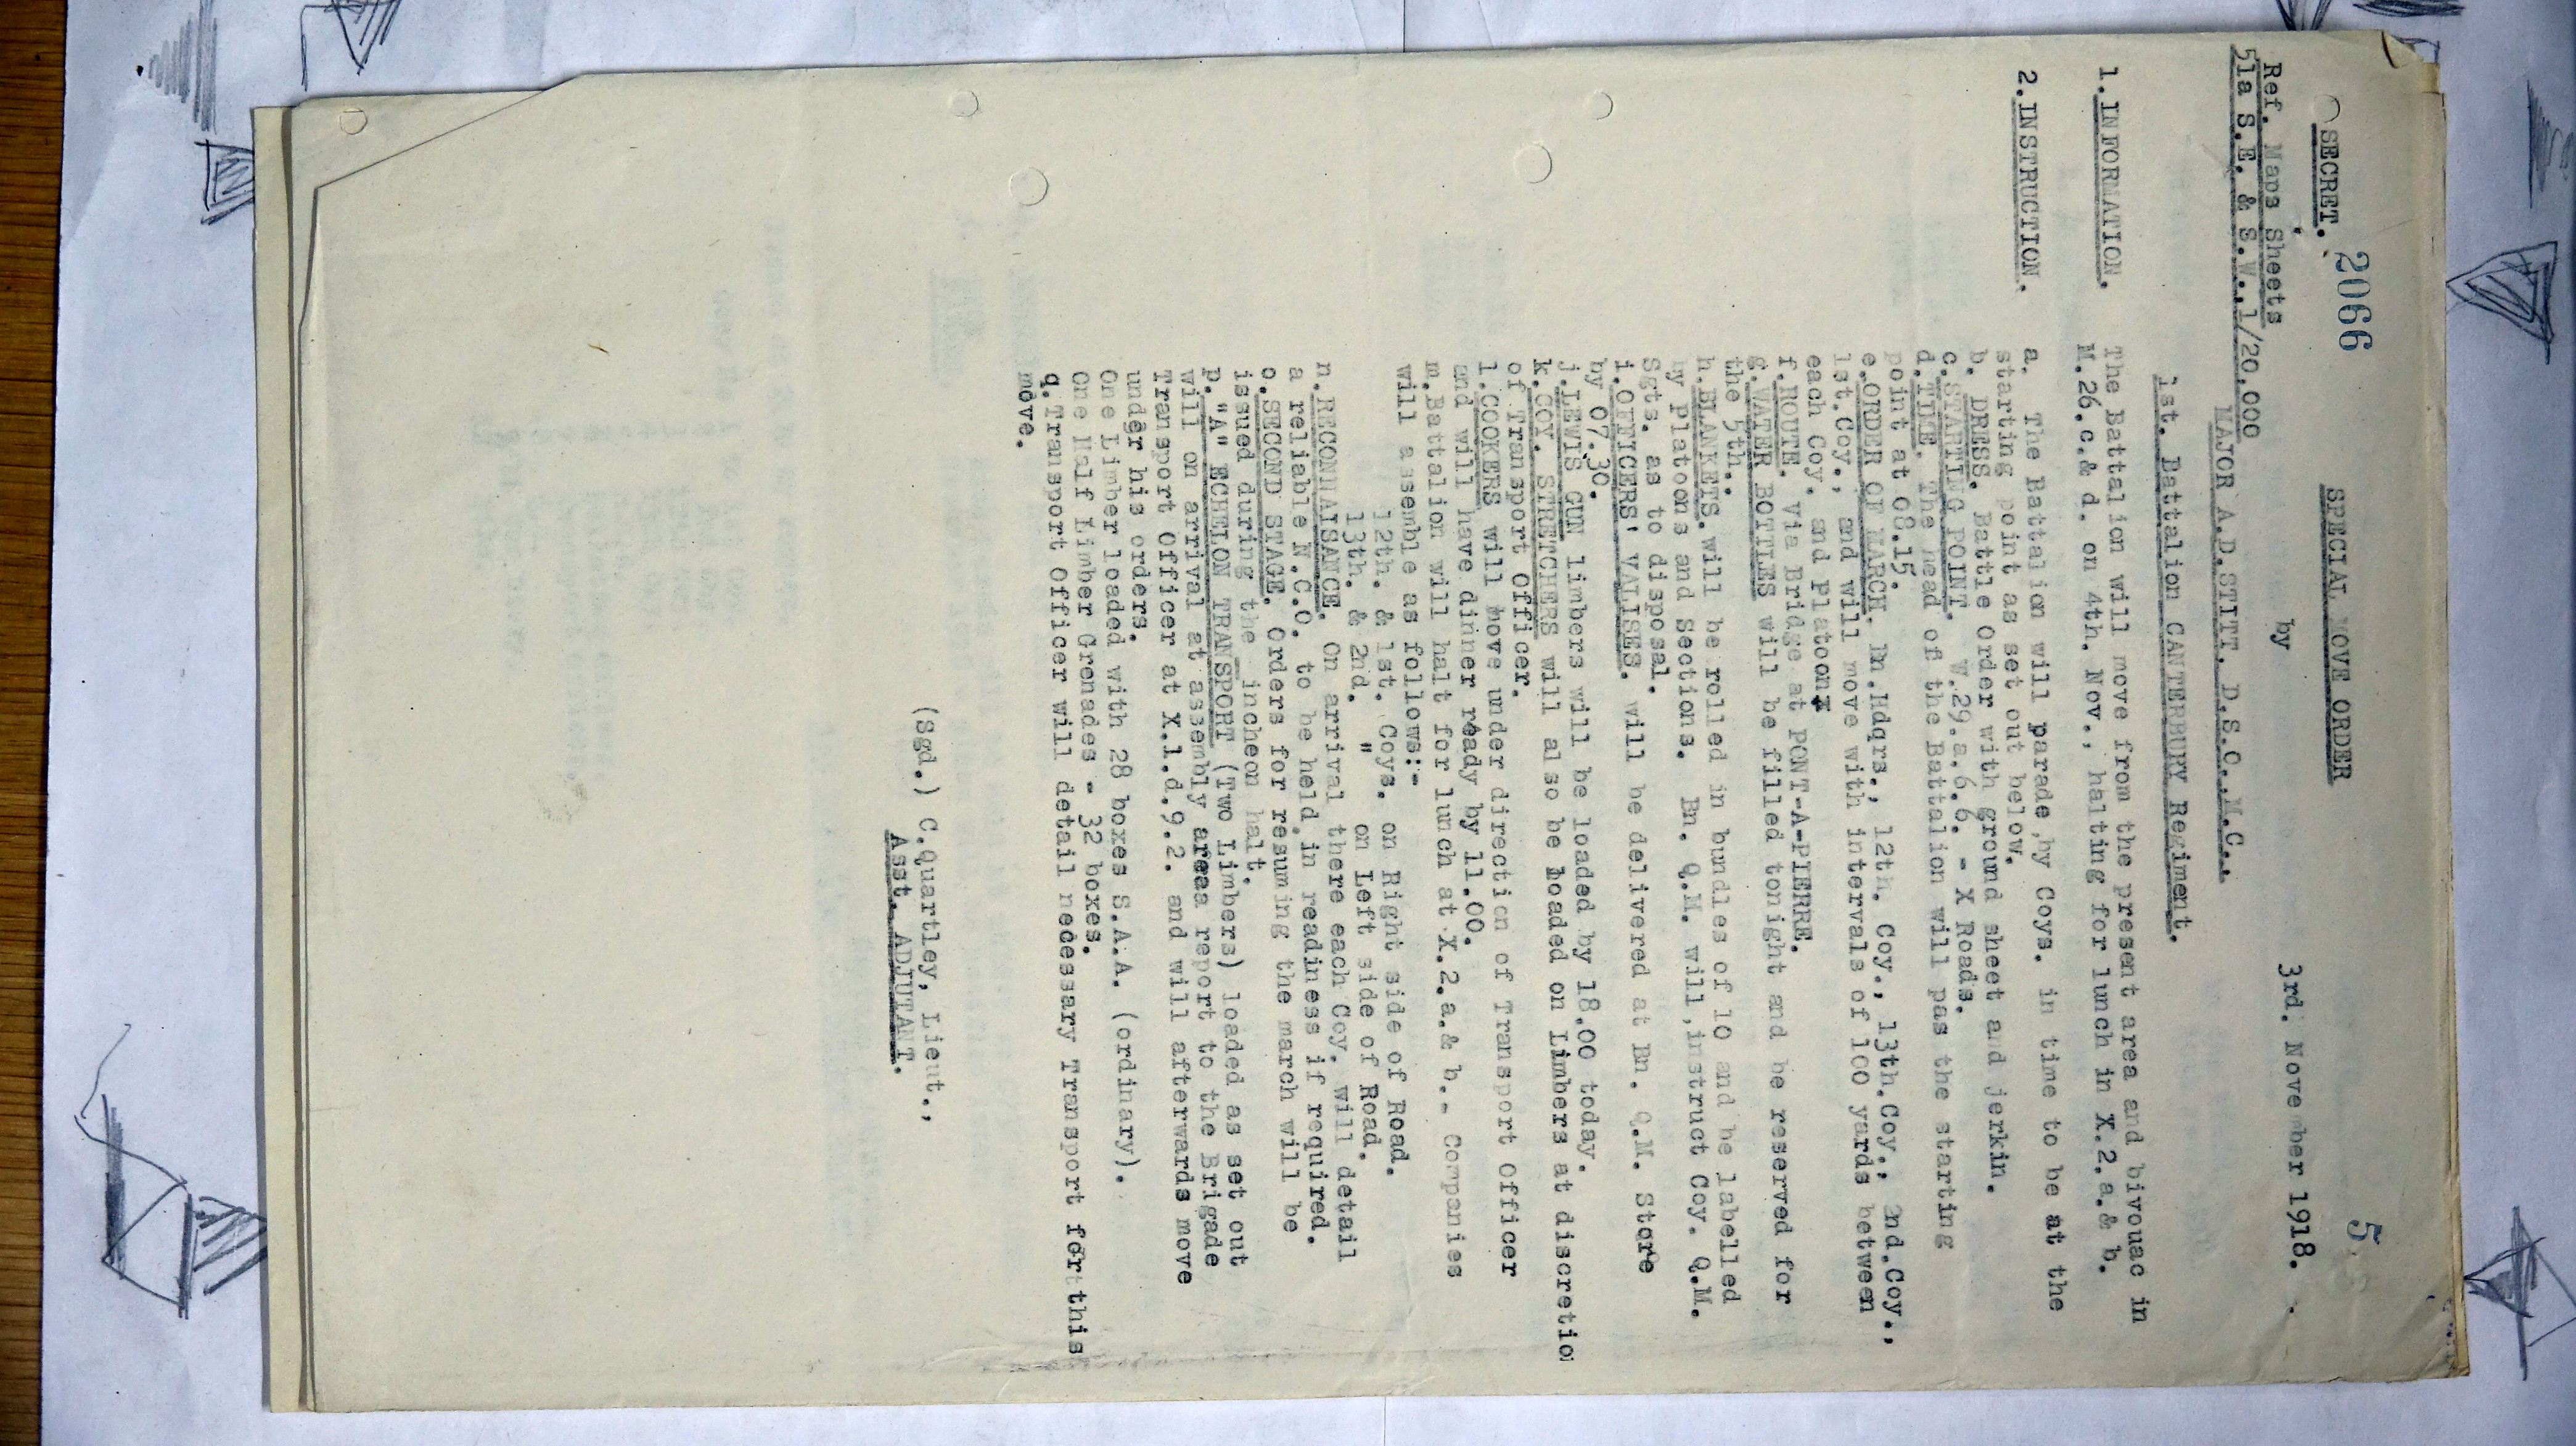 SECRET. 2066 5
SPECIAL MOVE ORDER
Ref. Maps Sheets by 3rd. November 1918.
51a S.E. & S.W., 1/20,000
MAJOR A.D.STITT. D.S.O.,M.C.,
1st. Battalion CANTERBURY Regiment.
1.INFORMATION. The Battalion will move from the present area and bivouac in
M.26.c.& d. on 4th. Nov., halting for lunch in X.2.a.& b.
2.INSTRUCTION. a. The Battalion will parade by Coys. in time to be at the
starting point as set out below.
b. DRESS. Battle Order with ground sheet and jerkin.
c.STARTING POINT. W.29.a.6.6. - X Roads.
d.TIME. The head of the Battalion will pas the starting
point at 08.15.
e.ORDER OF MARCH. Bn.Hdqrs., 12th. Coy., 13th.Coy., 2nd.Coy.,
1st.Coy., and will move with intervals of 100 yards between
each Coy. and Platoonx
f.ROUTE. Via Bridge at PONT-A-PIERRE.
g.WATER BOTTLES will be filled tonight and be reserved for
the 5th..
h.BLANKETS. will be rolled in bundles of 10 and be labelled
by Platoons and Sections. Bn. Q.M. will instruct Coy. Q.M.
Sgts. as to disposal.
i.OFFICERS' VALISES. will be delivered at Bn. Q.M. Store
by 07.30.
j.LEWIS GUN limbers will be loaded by 18.00 today.
k.COY. STRETCHERS will also be loaded on Limbers at discretion
of Transport Officer.
l.COOKERS will move under direction of Transport Officer
and will have dinner ready by 11.00.
m.Battalion will halt for lunch at X.2.a.& b.- Companies
will assemble as follows:-
12th. & 1st. Coys. on Right side of Road.
13th. & 2nd. " on Left side of Road.
n.RECONNAISANCE. On arrival there each Coy. will detail
a reliable N.C.O. to be held in readiness if required.
o.SECOND STAGE. Orders for resuming the march will be
issued during the incheon halt.
p. "A" ECHELON TRANSPORT (Two Limbers) loaded as set out
will on arrival at assembly areas report to the Brigade
Transport Officer at X.1.d.9.2. and will afterwards move
under his orders.
One Limber loaded with 28 boxes S.A.A. (ordinary).
One Half Limber Grenades - 32 boxes.
q.Transport Officer will detail necessary Transport for this
move.
(Sgd.) C.Quartley, Lieut.,
Asst. ADJUTANT.